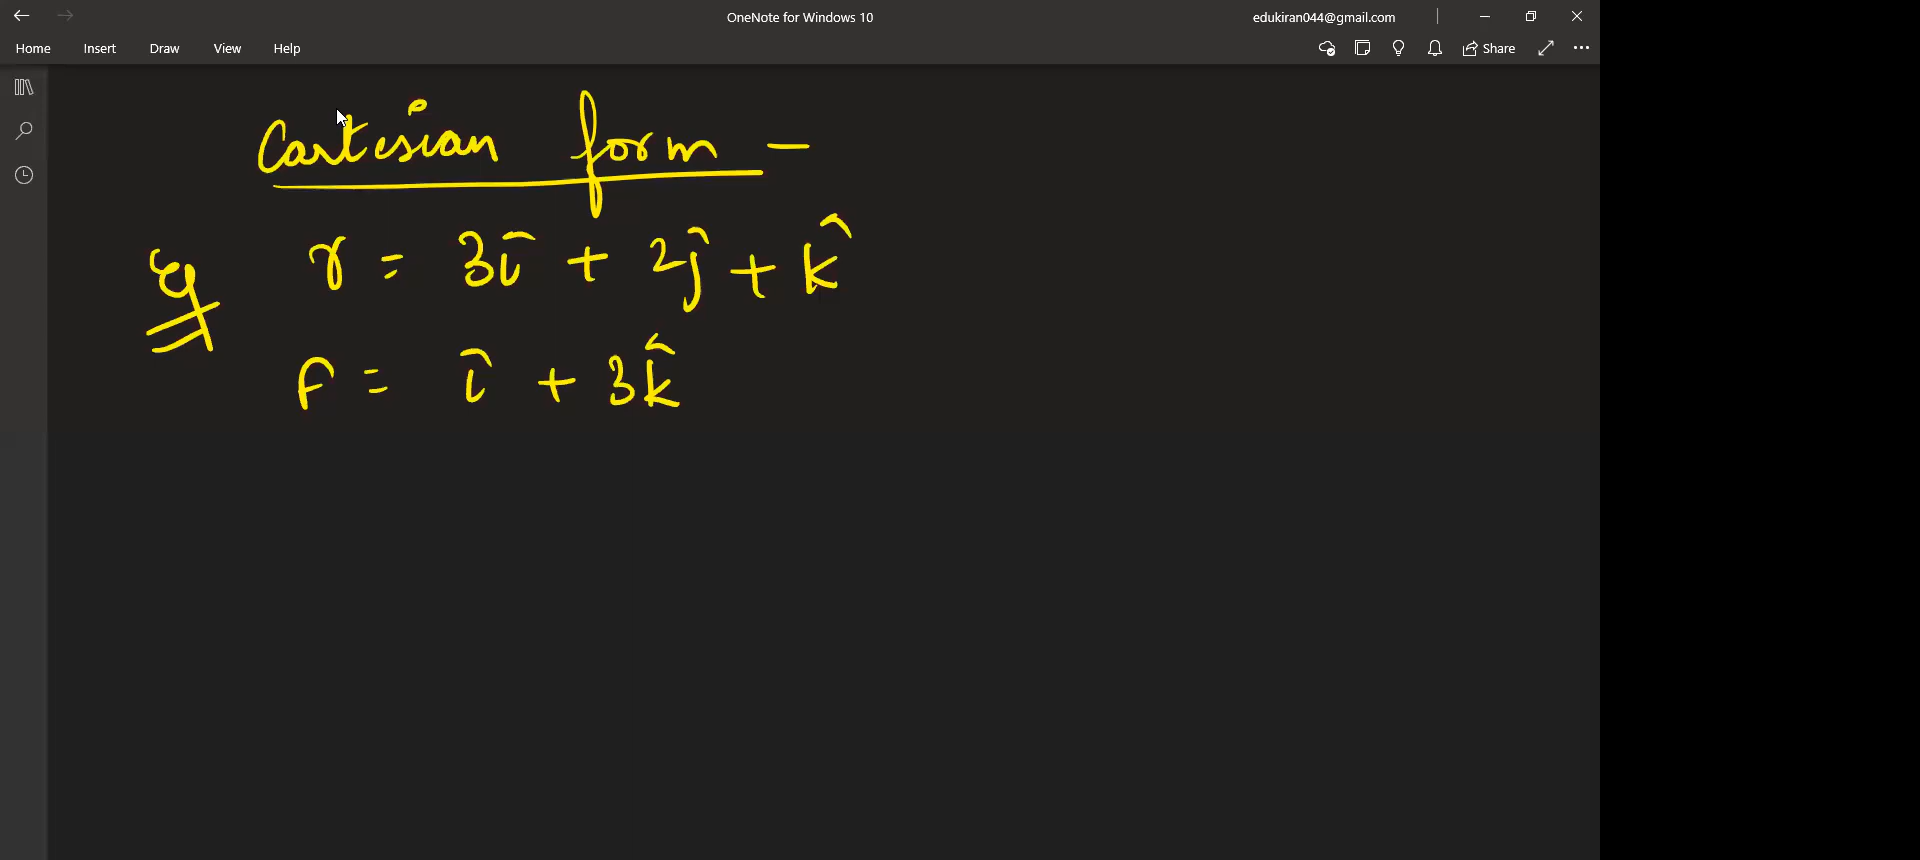 OneNote for Windows 10
edukiran044@gmail.com
Home Insert Draw View Help
Share
Cartesian form -
eg r = 3î + 2ĵ + k̂
F = î + 3k̂